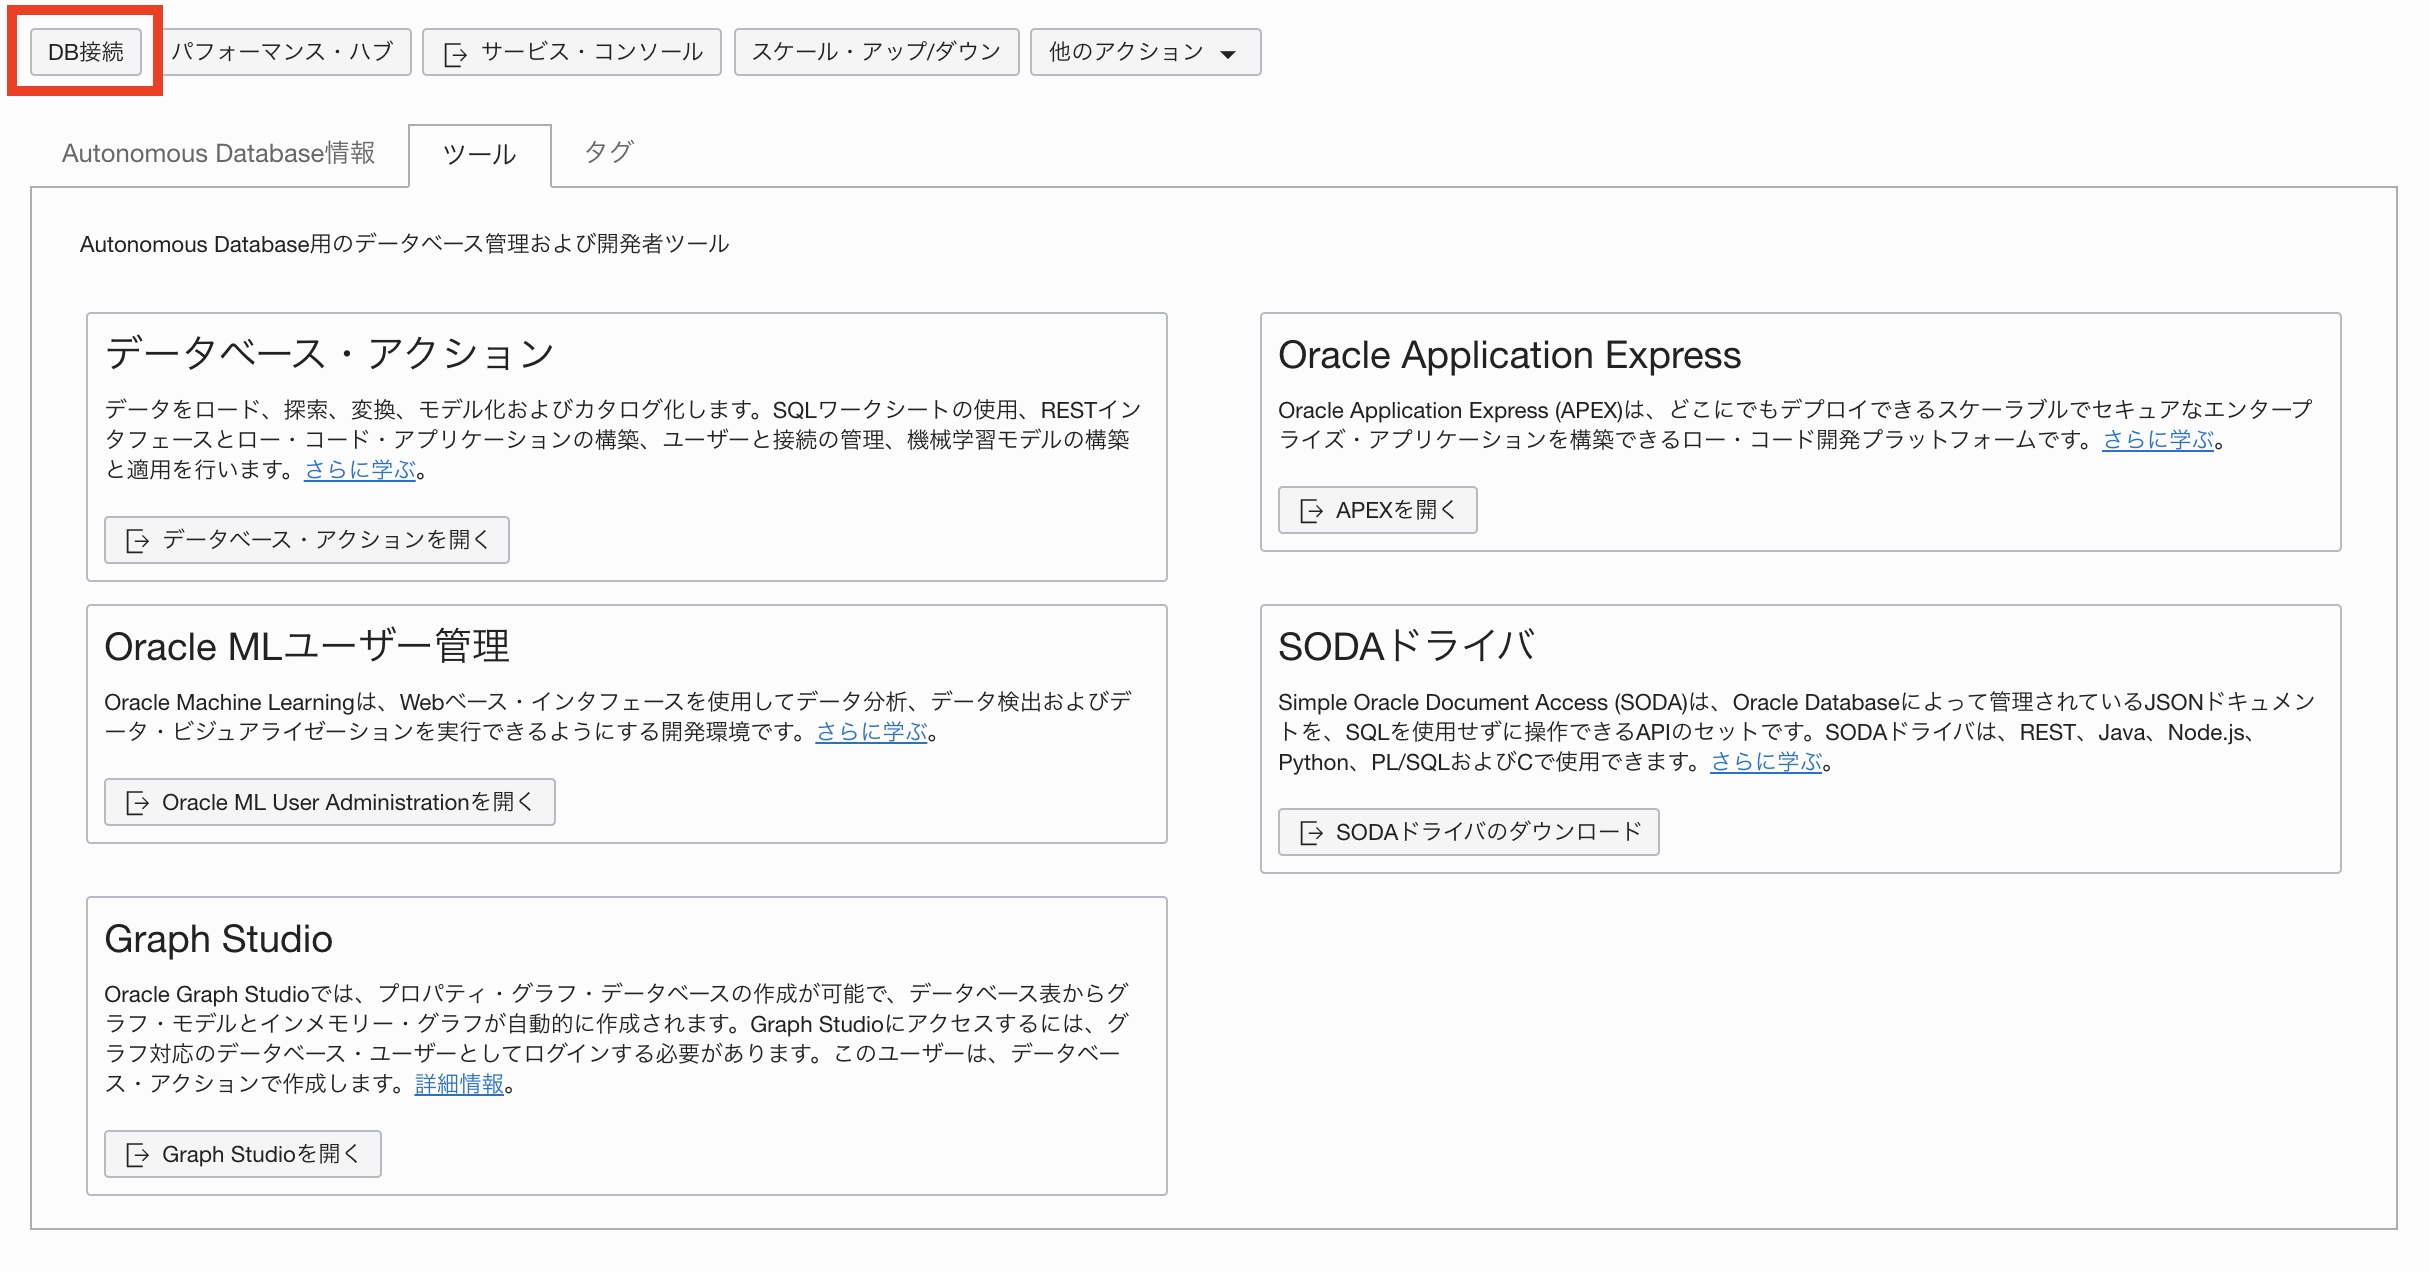 DB接続
パフォーマンス・ハブ
サービス・コンソール
スケール・アップ/ダウン
他のアクション
Autonomous Database情報
ツール
タグ
Autonomous Database用のデータベース管理および開発者ツール
データベース・アクション
データをロード、探索、変換、モデル化およびカタログ化します。SQLワークシートの使用、RESTイン
タフェースとロー・コード・アプリケーションの構築、ユーザーと接続の管理、機械学習モデルの構築
と適用を行います。さらに学ぶ。
データベース・アクションを開く
Oracle Application Express
Oracle Application Express (APEX)は、どこにでもデプロイできるスケーラブルでセキュアなエンタープ
ライズ・アプリケーションを構築できるロー・コード開発プラットフォームです。さらに学ぶ。
APEXを開く
Oracle MLユーザー管理
Oracle Machine Learningは、Webベース・インタフェースを使用してデータ分析、データ検出およびデ
ータ・ビジュアライゼーションを実行できるようにする開発環境です。さらに学ぶ。
Oracle ML User Administrationを開く
SODAドライバ
Simple Oracle Document Access (SODA)は、Oracle Databaseによって管理されているJSONドキュメン
トを、SQLを使用せずに操作できるAPIのセットです。SODAドライバは、REST、Java、Node.js、
Python、PL/SQLおよびCで使用できます。さらに学ぶ。
SODAドライバのダウンロード
Graph Studio
Oracle Graph Studioでは、プロパティ・グラフ・データベースの作成が可能で、データベース表からグ
ラフ・モデルとインメモリー・グラフが自動的に作成されます。Graph Studioにアクセスするには、グ
ラフ対応のデータベース・ユーザーとしてログインする必要があります。このユーザーは、データベー
ス・アクションで作成します。詳細情報。
Graph Studioを開く